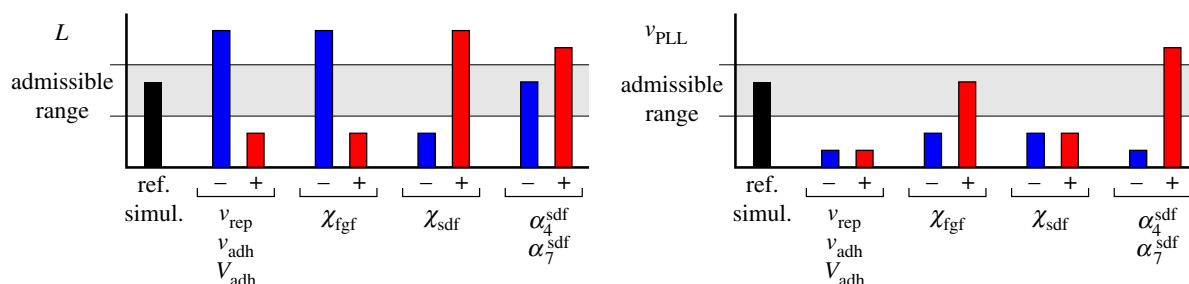 L
admissible
range
ref.
simul.
− + − + − + − +
v_rep
v_adh
V_adh
χ_fgf
χ_sdf
α_4^sdf
α_7^sdf
v_PLL
admissible
range
ref.
simul.
− + − + − + − +
v_rep
v_adh
V_adh
χ_fgf
χ_sdf
α_4^sdf
α_7^sdf